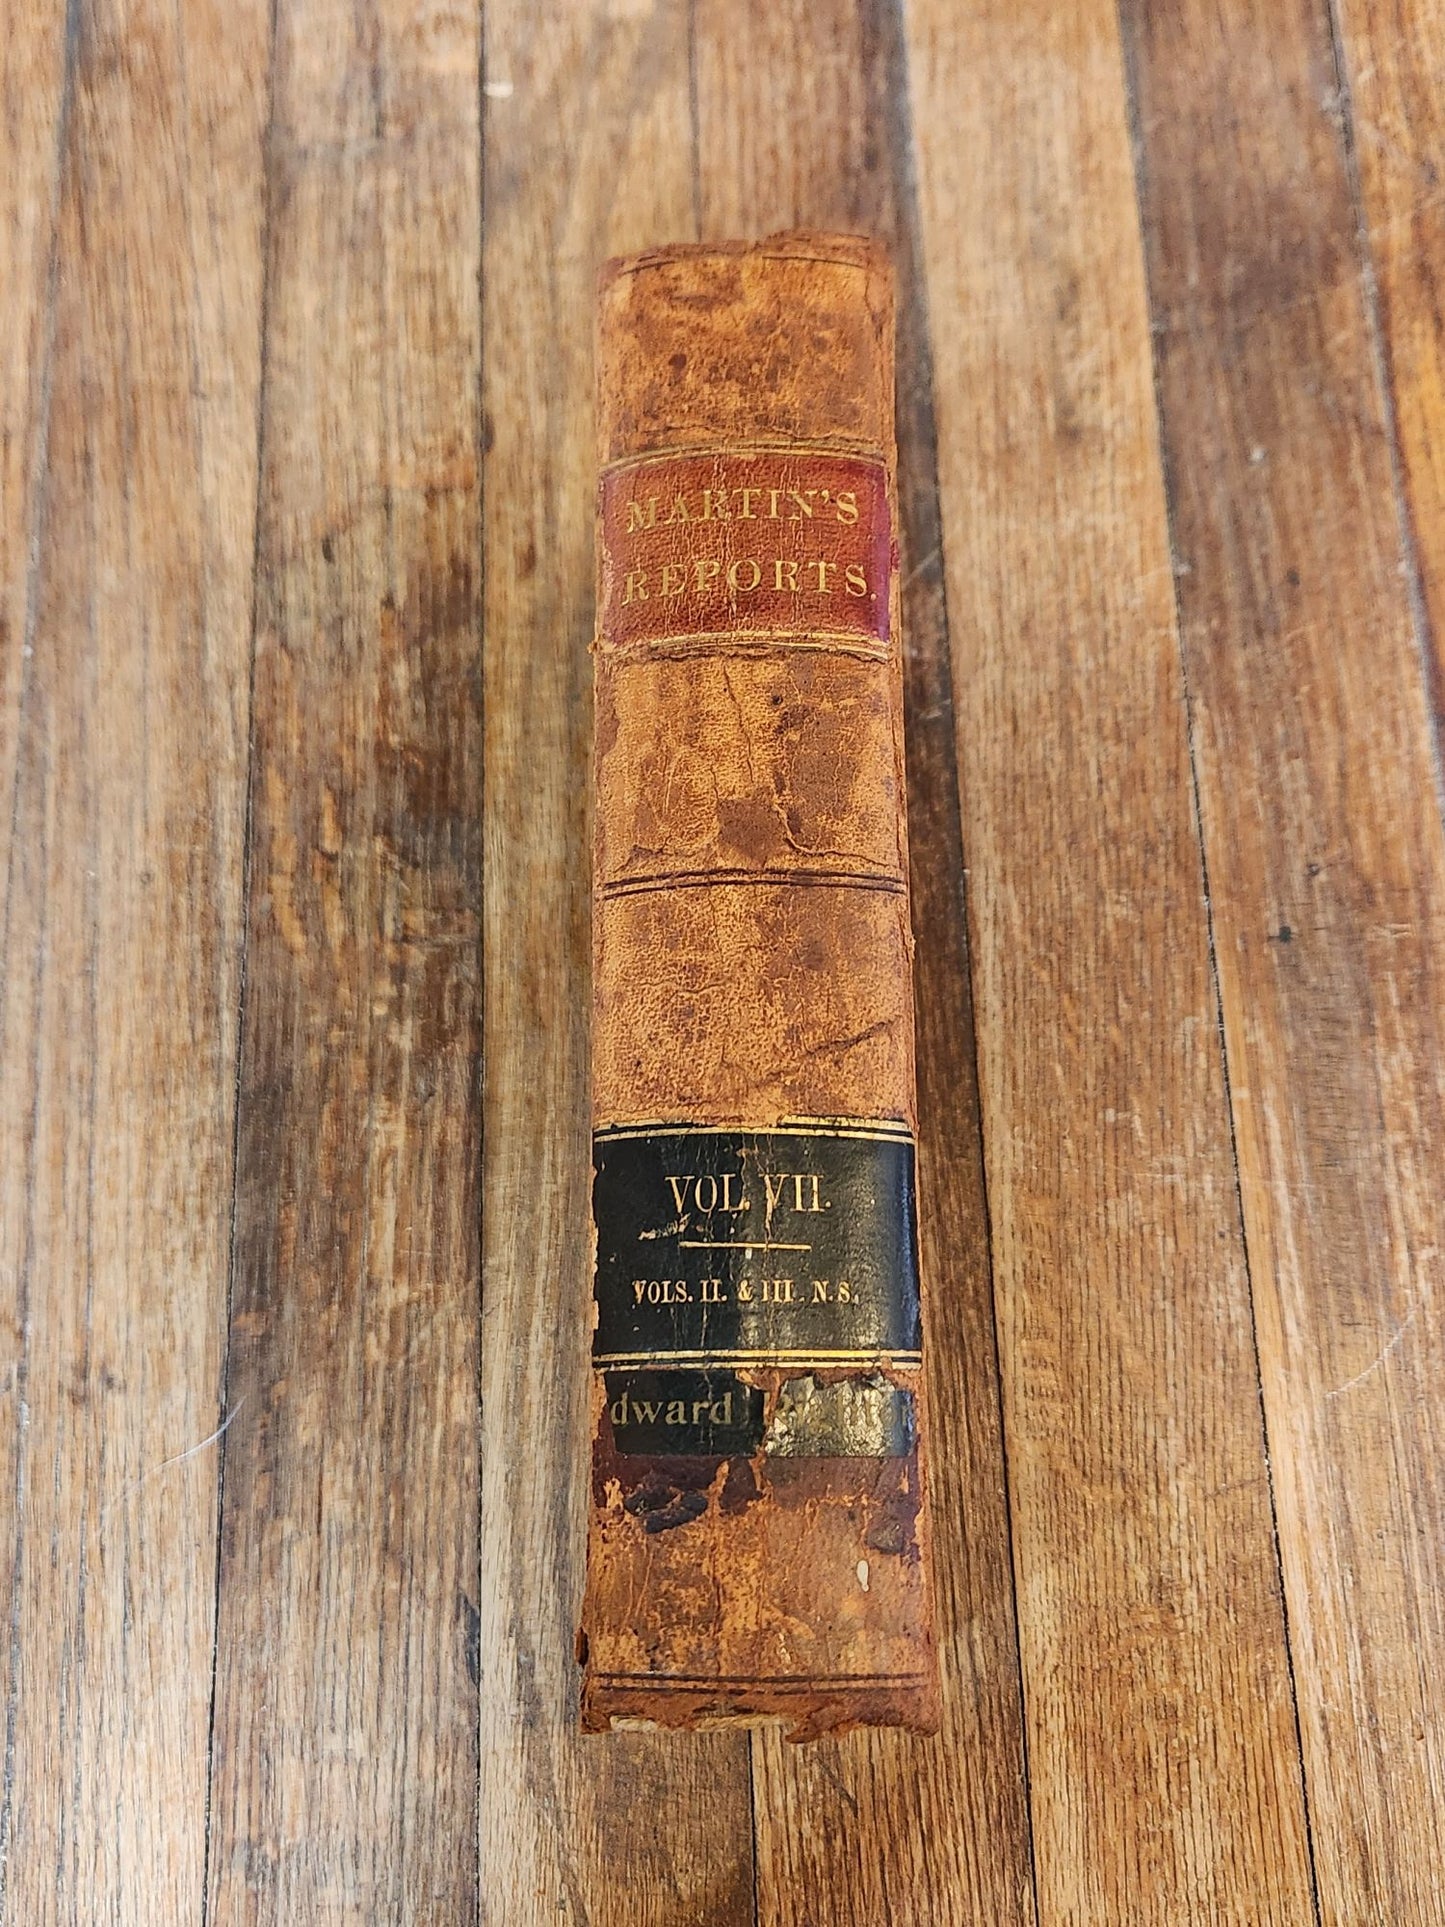 MARTIN'S
REPORTS.
VOL. VII.
VOLS. II. & III. N.S.
dward